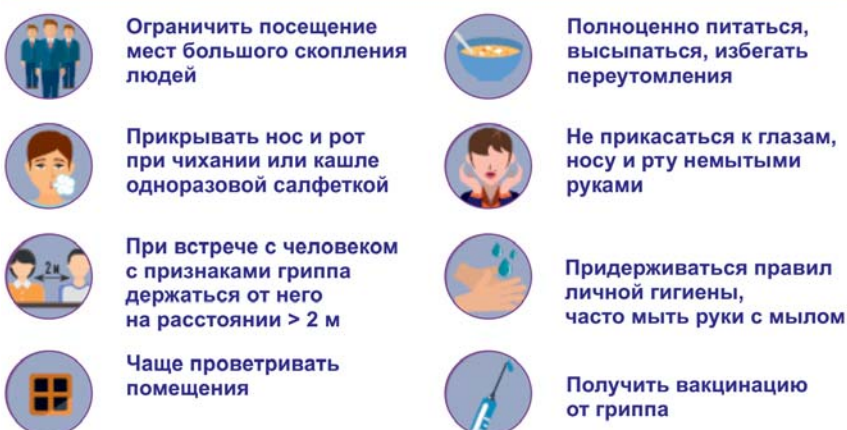 Ограничить посещение
мест большого скопления
людей
Прикрывать нос и рот
при чихании или кашле
одноразовой салфеткой
2м
При встрече с человеком
с признаками гриппа
держаться от него
на расстоянии > 2 м
Чаще проветривать
помещения
Полноценно питаться,
высыпаться, избегать
переутомления
Не прикасаться к глазам,
носу и рту немытыми
руками
Придерживаться правил
личной гигиены,
часто мыть руки с мылом
Получить вакцинацию
от гриппа